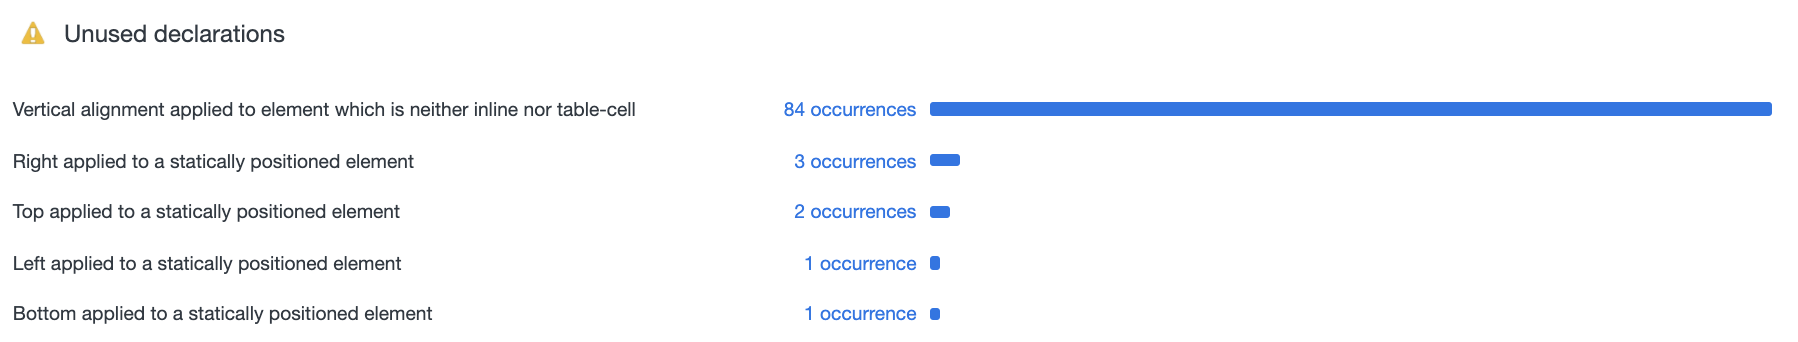 Unused declarations
Vertical alignment applied to element which is neither inline nor table-cell 84 occurrences
Right applied to a statically positioned element 3 occurrences
Top applied to a statically positioned element 2 occurrences
Left applied to a statically positioned element 1 occurrence
Bottom applied to a statically positioned element 1 occurrence